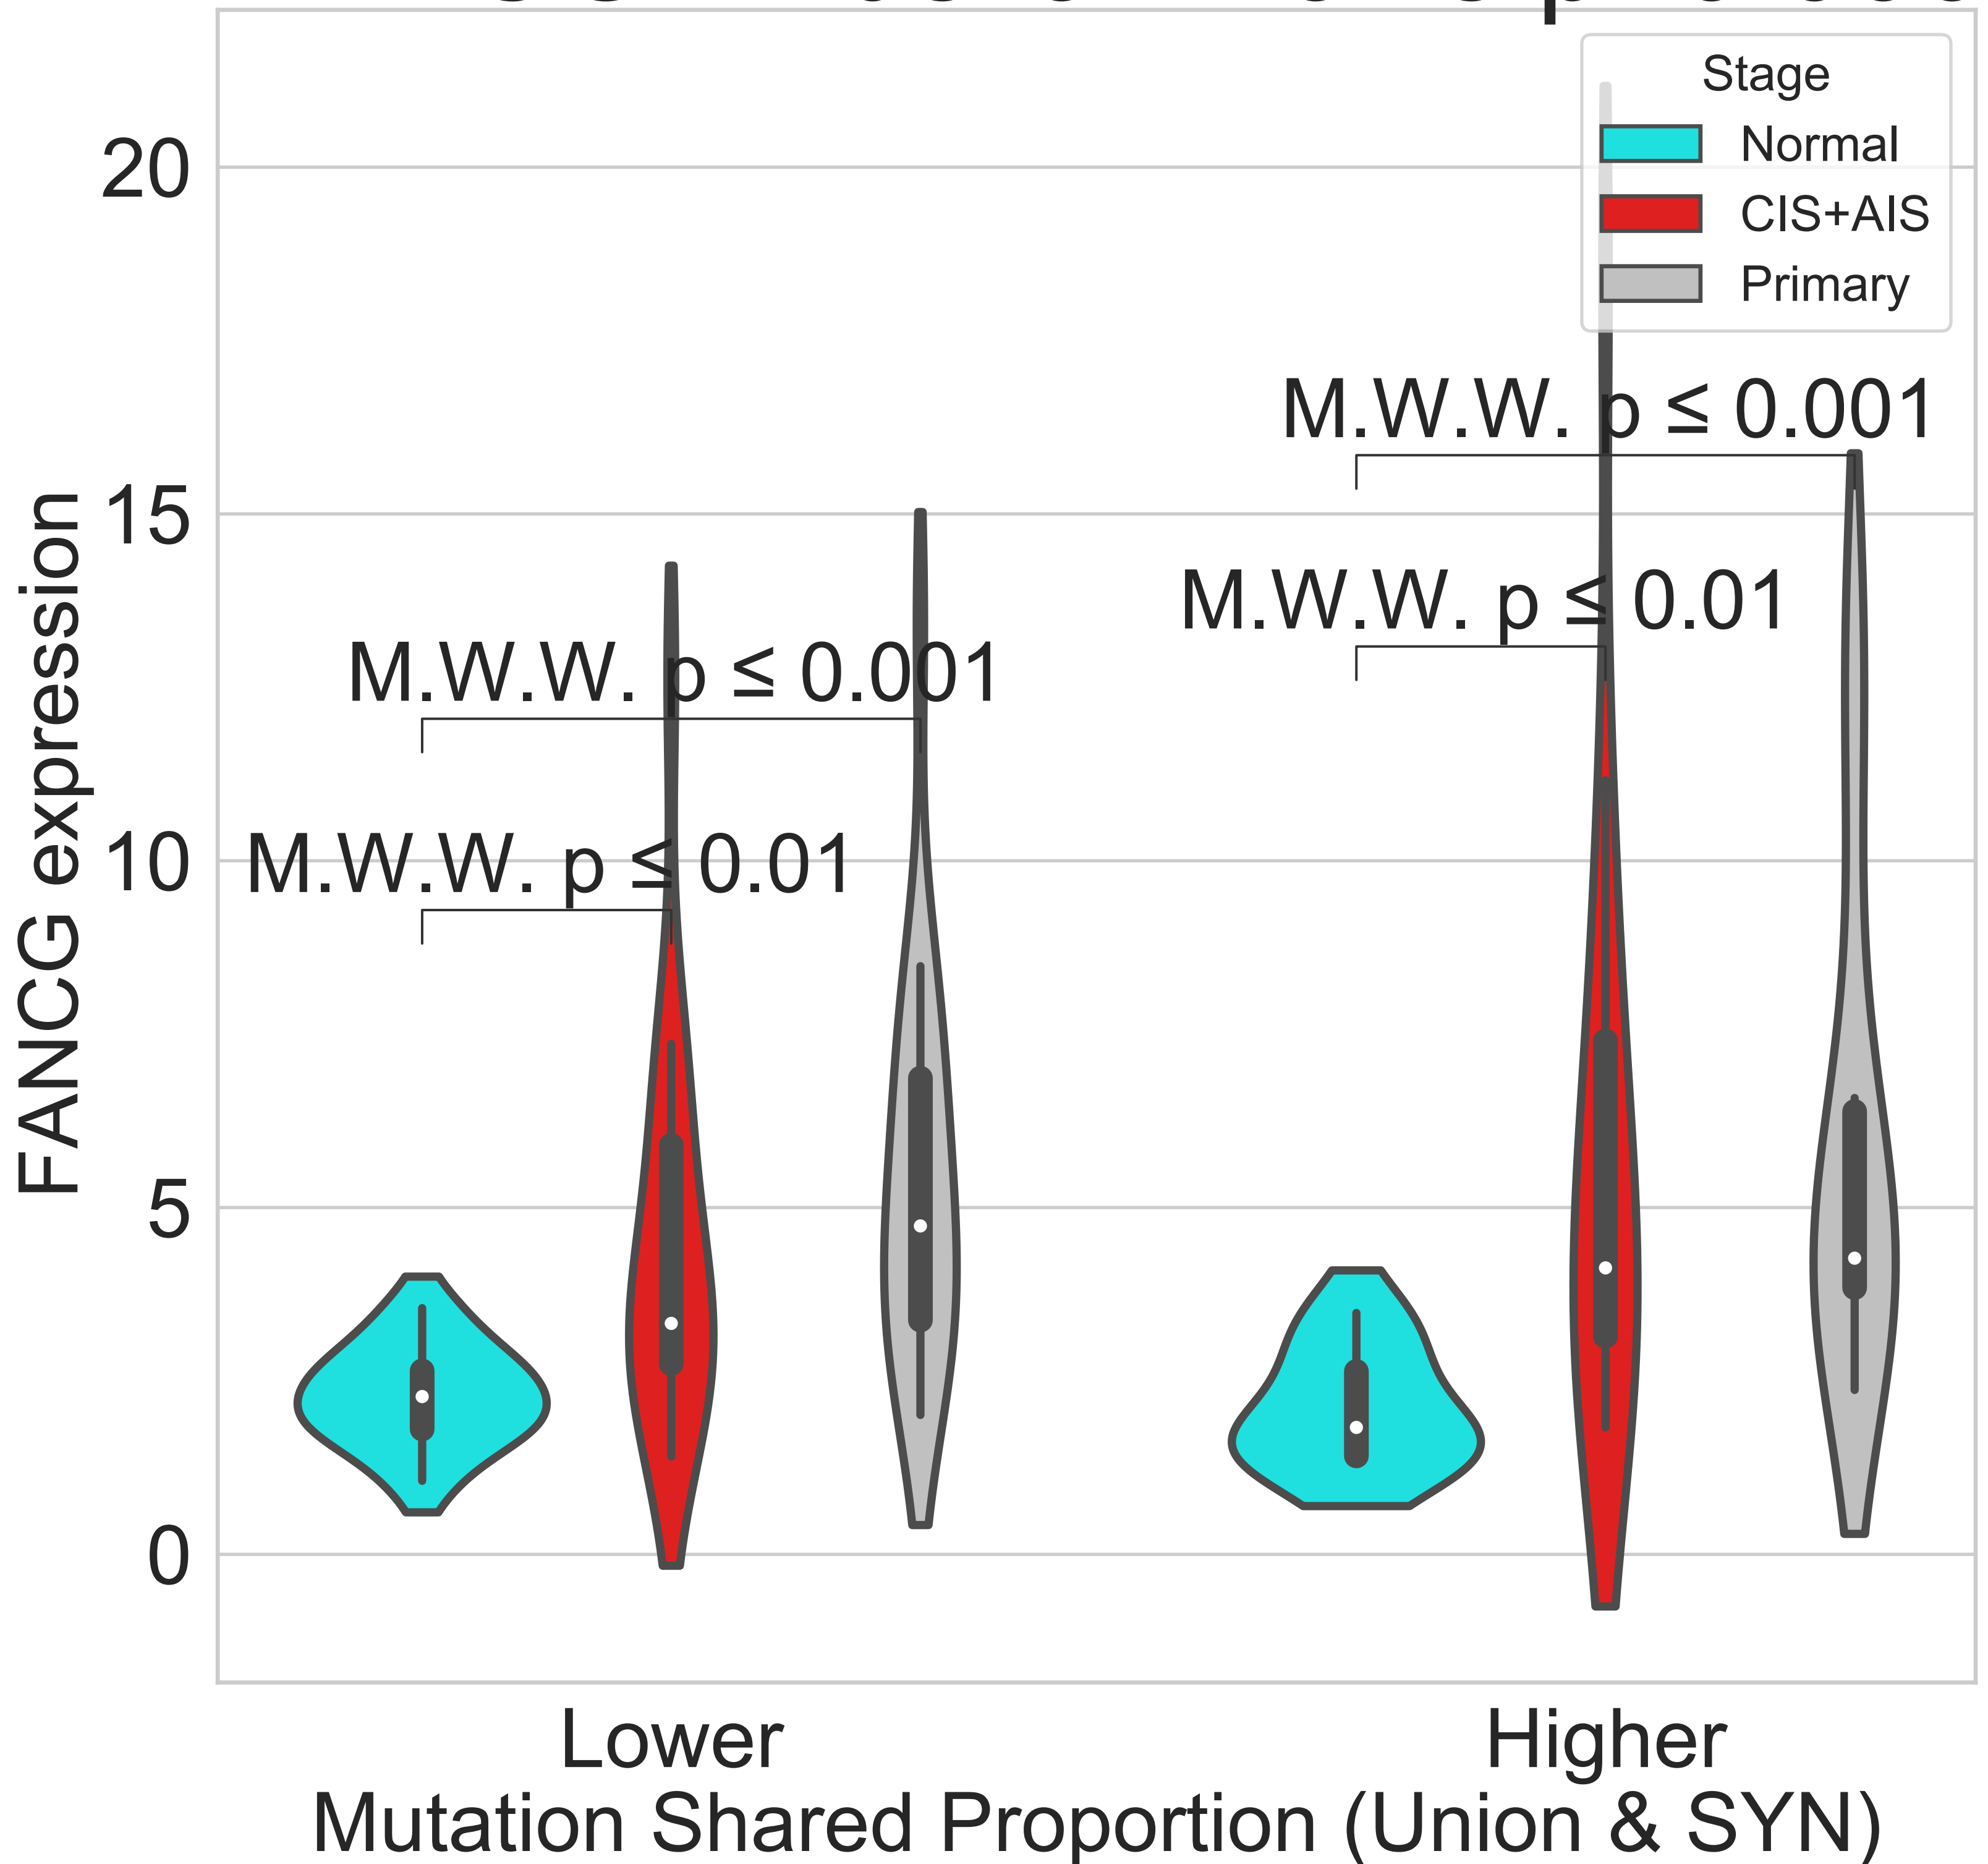 Stage
Normal
CIS+AIS
Primary
20
15
10
5
0
FANCG expression
M.W.W. p ≤ 0.001
M.W.W. p ≤ 0.01
M.W.W. p ≤ 0.001
M.W.W. p ≤ 0.01
Lower
Higher
Mutation Shared Proportion (Union & SYN)